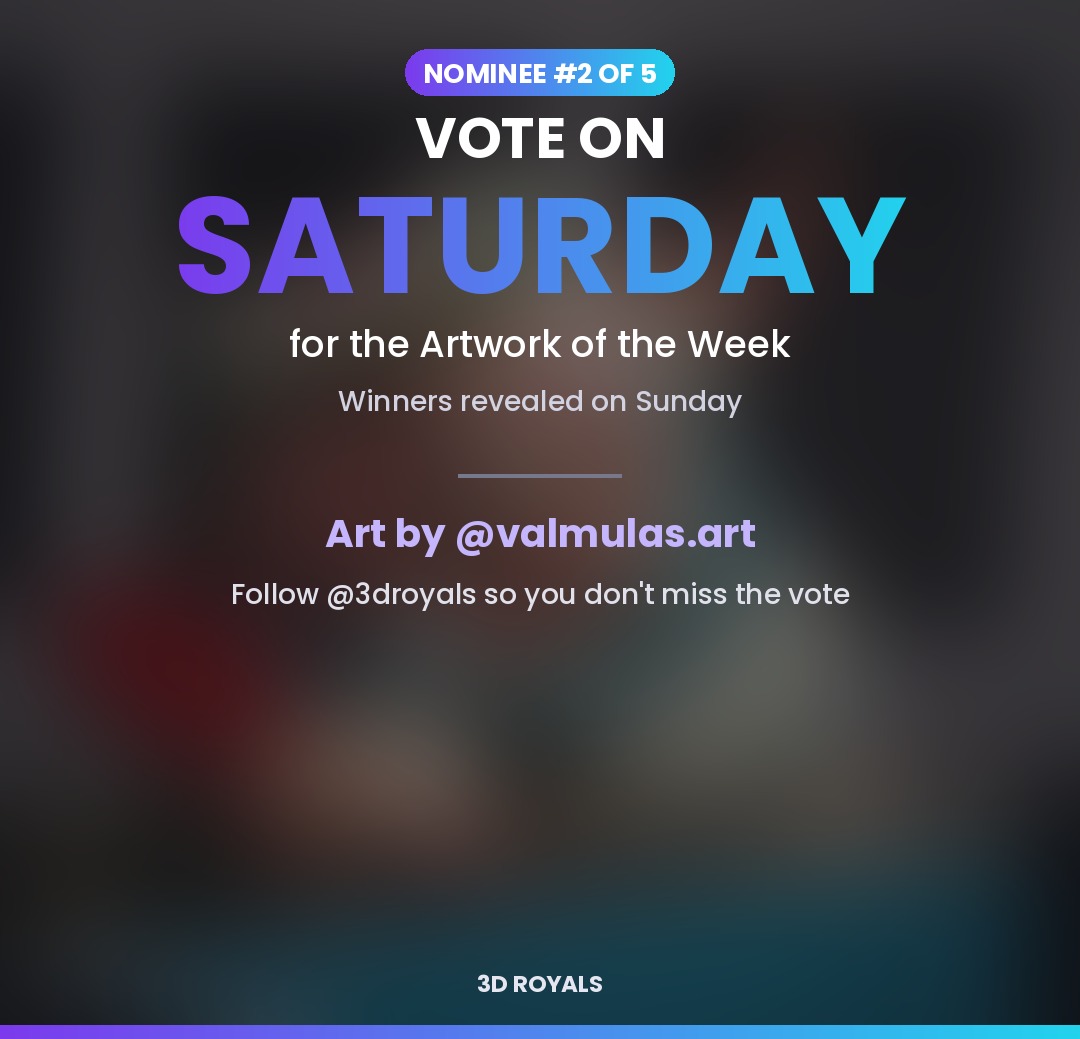 NOMINEE #2 OF 5
VOTE ON
SATURDAY
for the Artwork of the Week
Winners revealed on Sunday
Art by @valmulas.art
Follow @3droyals so you don't miss the vote
3D ROYALS